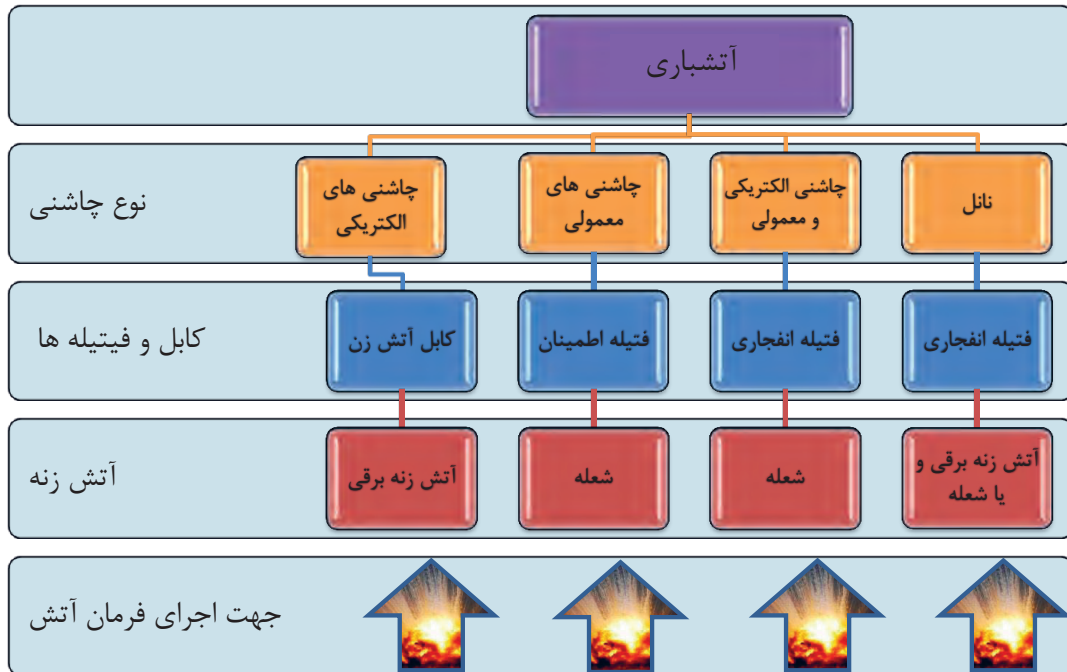 آتشباری
نوع چاشنی
نانل
چاشنی الکتریکی
و معمولی
چاشنی های
معمولی
چاشنی های
الکتریکی
کابل و فیتیله ها
فتیله انفجاری
فتیله انفجاری
فتیله اطمینان
کابل آتش زن
آتش زنه
آتش زنه برقی و
یا شعله
شعله
شعله
آتش زنه برقی
جهت اجرای فرمان آتش